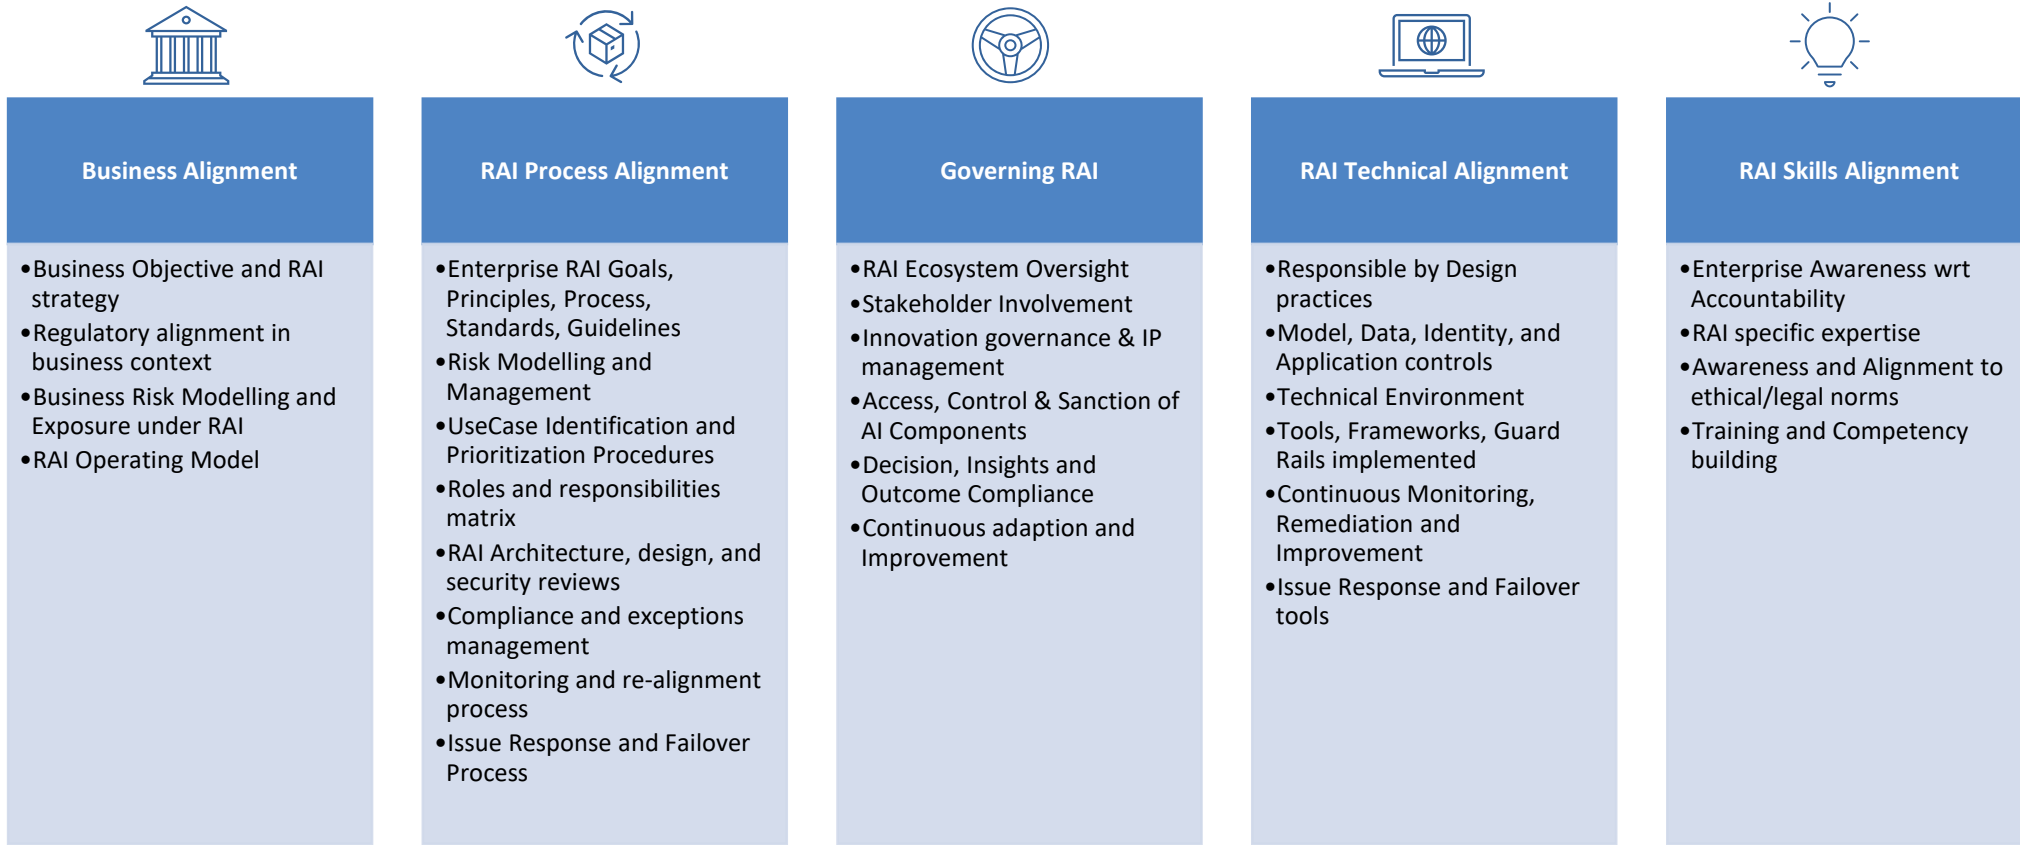 Business Alignment
•Business Objective and RAI
strategy
•Regulatory alignment in
business context
•Business Risk Modelling and
Exposure under RAI
•RAI Operating Model
RAI Process Alignment
•Enterprise RAI Goals,
Principles, Process,
Standards, Guidelines
•Risk Modelling and
Management
•UseCase Identification and
Prioritization Procedures
•Roles and responsibilities
matrix
•RAI Architecture, design, and
security reviews
•Compliance and exceptions
management
•Monitoring and re-alignment
process
•Issue Response and Failover
Process
Governing RAI
•RAI Ecosystem Oversight
•Stakeholder Involvement
•Innovation governance & IP
management
•Access, Control & Sanction of
AI Components
•Decision, Insights and
Outcome Compliance
•Continuous adaption and
Improvement
RAI Technical Alignment
•Responsible by Design
practices
•Model, Data, Identity, and
Application controls
•Technical Environment
•Tools, Frameworks, Guard
Rails implemented
•Continuous Monitoring,
Remediation and
Improvement
•Issue Response and Failover
tools
RAI Skills Alignment
•Enterprise Awareness wrt
Accountability
•RAI specific expertise
•Awareness and Alignment to
ethical/legal norms
•Training and Competency
building